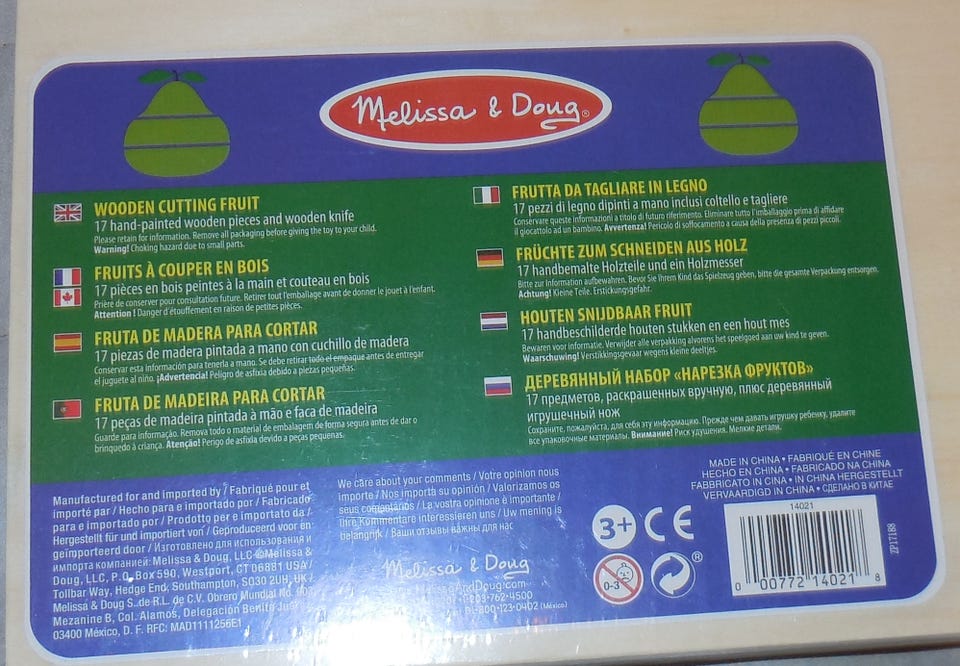 Melissa & Doug®
WOODEN CUTTING FRUIT
17 hand-painted wooden pieces and wooden knife
Please retain for information. Remove all packaging before giving the toy to your child.
Warning! Choking hazard due to small parts.
FRUITS À COUPER EN BOIS
17 pièces en bois peintes à la main et couteau en bois
Prière de conserver pour consultation future. Retirer tout l'emballage avant de donner le jouet à l'enfant.
Attention ! Danger d'étouffement en raison de petites pièces.
FRUTA DE MADERA PARA CORTAR
17 piezas de madera pintada a mano con cuchillo de madera
Conservar esta información para tenerla a mano. Se debe retirar todo el empaque antes de entregar
el juguete al niño. ¡Advertencia! Peligro de asfixia debido a piezas pequeñas.
FRUTA DE MADEIRA PARA CORTAR
17 peças de madeira pintada à mão e faca de madeira
Guarde para informação. Remova todo o material de embalagem de forma segura antes de dar o
brinquedo à criança. Atenção! Perigo de asfixia devido a peças pequenas.
FRUTTA DA TAGLIARE IN LEGNO
17 pezzi di legno dipinti a mano inclusi coltello e tagliere
Conservare queste informazioni a titolo di futuro riferimento. Eliminare tutto l'imballaggio prima di affidare
il giocattolo ad un bambino. Avvertenza! Pericolo di soffocamento a causa della presenza di pezzi piccoli.
FRÜCHTE ZUM SCHNEIDEN AUS HOLZ
17 handbemalte Holzteile und ein Holzmesser
Bitte zur Information aufbewahren. Bevor Sie Ihrem Kind das Spielzeug geben, bitte die gesamte Verpackung entsorgen.
Achtung! Kleine Teile. Erstickungsgefahr.
HOUTEN SNIJDBAAR FRUIT
17 handbeschilderde houten stukken en een hout mes
Bewaren voor informatie. Verwijder alle verpakking alvorens het speelgoed aan uw kind te geven.
Waarschuwing! Verstikkingsgevaar wegens kleine deeltjes.
ДЕРЕВЯННЫЙ НАБОР «НАРЕЗКА ФРУКТОВ»
17 предметов, раскрашенных вручную, плюс деревянный
игрушечный нож
Сохраните, пожалуйста, для себя эту информацию. Прежде чем давать игрушку ребенку, удалите
все упаковочные материалы. Внимание! Риск удушения. Мелкие детали.
Manufactured for and imported by / Fabriqué pour et
importé par / Hecho para e importado por / Fabricado
para e importado por / Prodotto per e importato da /
Hergestellt für und importiert von / Geproduceerd voor en
geïmporteerd door / Изготовлено для использования и
импорта компанией: Melissa & Doug, LLC Melissa &
Doug, LLC, P.O. Box 590, Westport, CT 06881 USA /
Tollbar Way, Hedge End, Southampton, SO30 2UH, UK /
Melissa & Doug S. de R.L. de C.V. Obrero Mundial No.
Mezanine B, Col. Alamos, Delegación Benito
03400 México, D. F. RFC: MAD1111256E1
We care about your comments / Votre opinion nous
importe / Nos importa su opinión / Valorizamos os
seus comentários / La vostra opinione è importante /
Ihre Kommentare interessieren uns / Uw mening is
belangrijk / Ваши отзывы важны для нас
Melissa & Doug
MelissaAndDoug.com
1-800-123-0402 (México)
MADE IN CHINA • FABRIQUÉ EN CHINE
HECHO EN CHINA • FABRICADO NA CHINA
FABBRICATO IN CINA • IN CHINA HERGESTELLT
VERVAARDIGD IN CHINA • СДЕЛАНО В КИТАЕ
3+ CE
0-3
®
14021
0 00772 14021 8